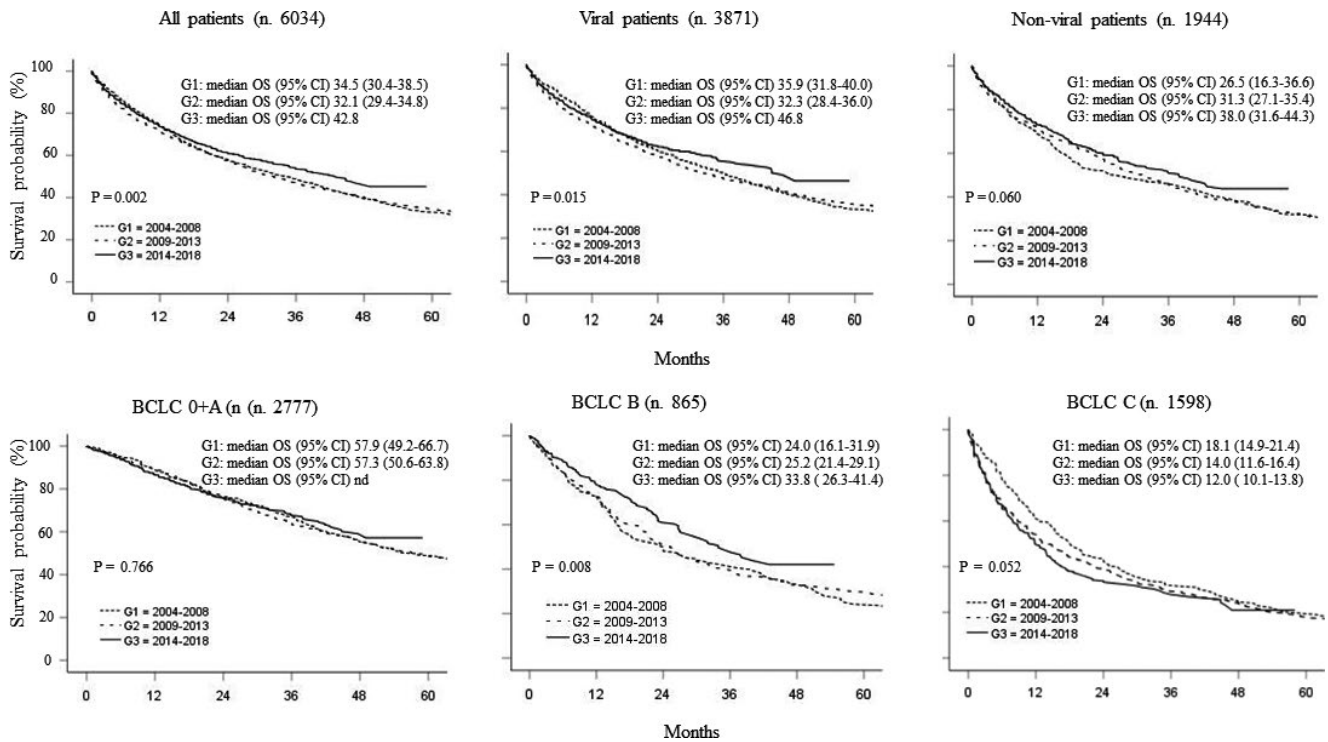 All patients (n. 6034)
Survival probability (%)
100
80
60
40
20
0
G1: median OS (95% CI) 34.5 (30.4-38.5)
G2: median OS (95% CI) 32.1 (29.4-34.8)
G3: median OS (95% CI) 42.8
P = 0.002
G1 = 2004-2008
G2 = 2009-2013
G3 = 2014-2018
0 12 24 36 48 60
Viral patients (n. 3871)
G1: median OS (95% CI) 35.9 (31.8-40.0)
G2: median OS (95% CI) 32.3 (28.4-36.0)
G3: median OS (95% CI) 46.8
P = 0.015
G1 = 2004-2008
G2 = 2009-2013
G3 = 2014-2018
0 12 24 36 48 60
Months
Non-viral patients (n. 1944)
G1: median OS (95% CI) 26.5 (16.3-36.6)
G2: median OS (95% CI) 31.3 (27.1-35.4)
G3: median OS (95% CI) 38.0 (31.6-44.3)
P = 0.060
G1 = 2004-2008
G2 = 2009-2013
G3 = 2014-2018
0 12 24 36 48 60
BCLC 0+A (n (n. 2777)
Survival probability (%)
100
80
60
40
20
0
G1: median OS (95% CI) 57.9 (49.2-66.7)
G2: median OS (95% CI) 57.3 (50.6-63.8)
G3: median OS (95% CI) nd
P = 0.766
G1 = 2004-2008
G2 = 2009-2013
G3 = 2014-2018
0 12 24 36 48 60
BCLC B (n. 865)
G1: median OS (95% CI) 24.0 (16.1-31.9)
G2: median OS (95% CI) 25.2 (21.4-29.1)
G3: median OS (95% CI) 33.8 ( 26.3-41.4)
P = 0.008
G1 = 2004-2008
G2 = 2009-2013
G3 = 2014-2018
0 12 24 36 48 60
Months
BCLC C (n. 1598)
G1: median OS (95% CI) 18.1 (14.9-21.4)
G2: median OS (95% CI) 14.0 (11.6-16.4)
G3: median OS (95% CI) 12.0 ( 10.1-13.8)
P = 0.052
G1 = 2004-2008
G2 = 2009-2013
G3 = 2014-2018
0 12 24 36 48 60